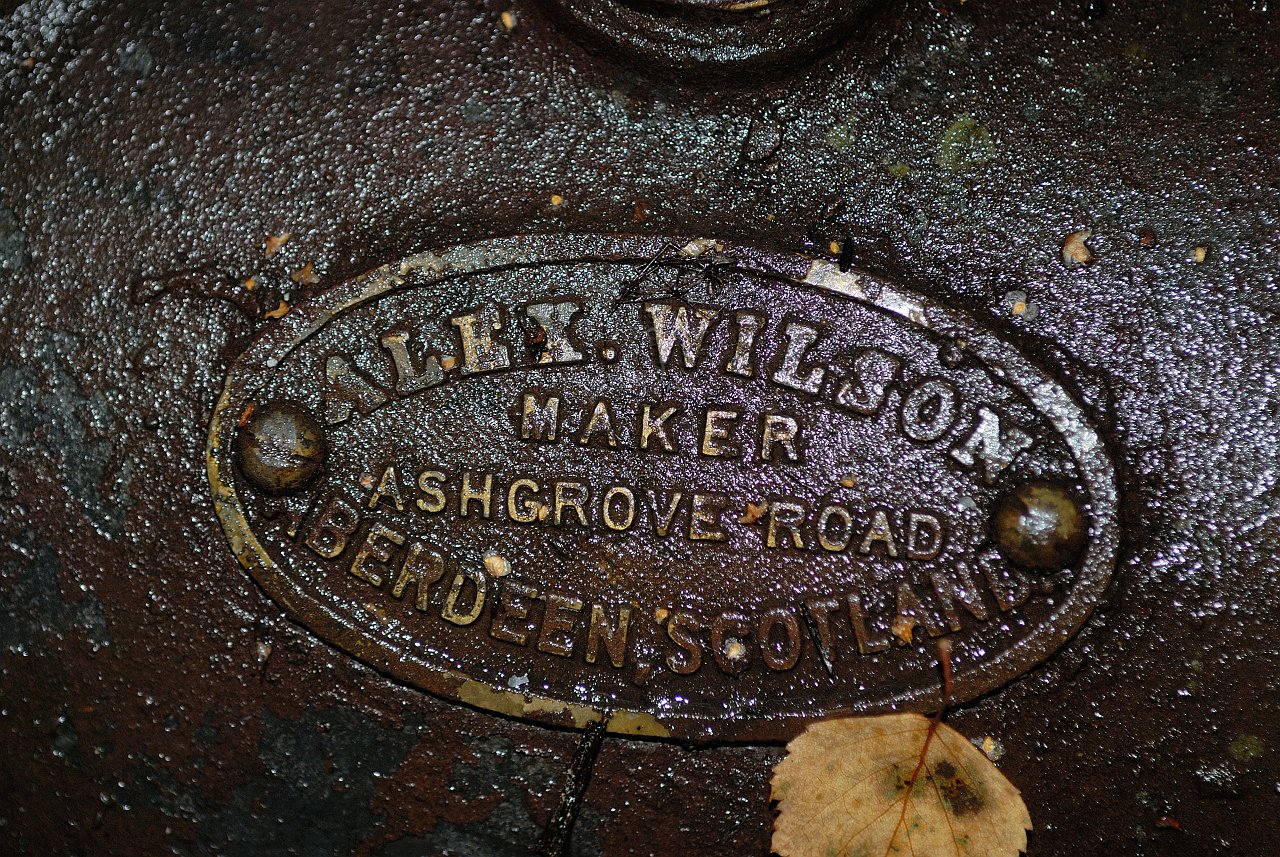 ALEX. WILSON
MAKER
ASHGROVE ROAD
ABERDEEN, SCOTLAND